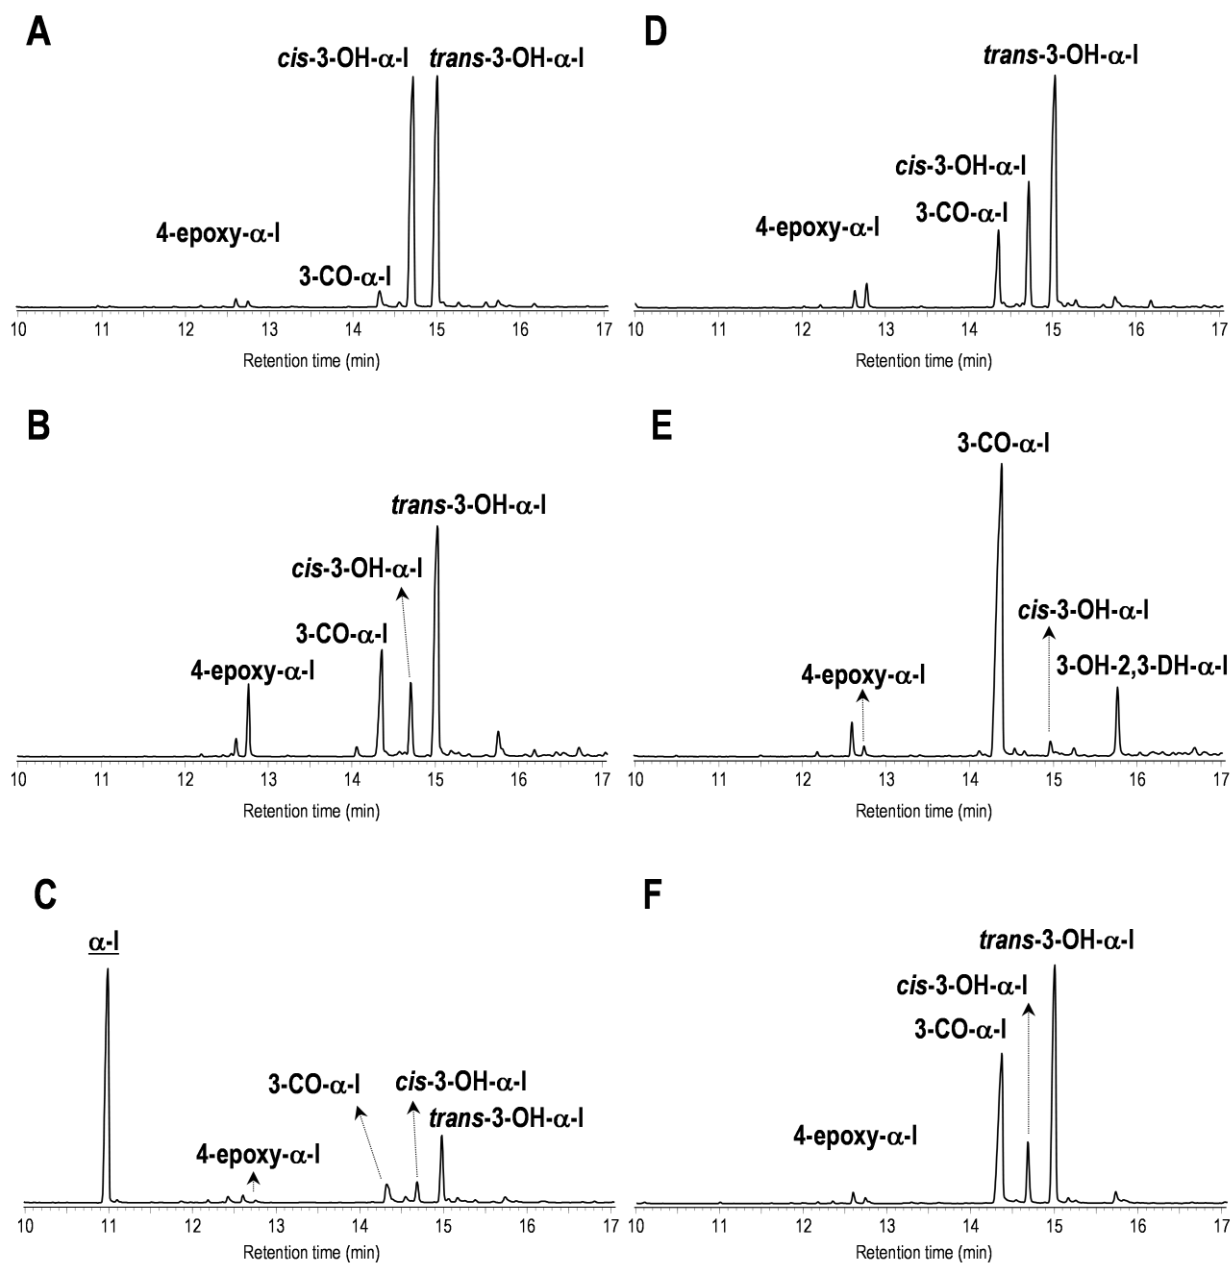 A
cis-3-OH-α-I trans-3-OH-α-I
4-epoxy-α-I
3-CO-α-I
10 11 12 13 14 15 16 17
Retention time (min)
B
trans-3-OH-α-I
cis-3-OH-α-I
3-CO-α-I
4-epoxy-α-I
10 11 12 13 14 15 16 17
Retention time (min)
C
α-I
3-CO-α-I cis-3-OH-α-I
trans-3-OH-α-I
4-epoxy-α-I
10 11 12 13 14 15 16 17
Retention time (min)
D
trans-3-OH-α-I
cis-3-OH-α-I
3-CO-α-I
4-epoxy-α-I
10 11 12 13 14 15 16 17
Retention time (min)
E
3-CO-α-I
cis-3-OH-α-I
3-OH-2,3-DH-α-I
4-epoxy-α-I
10 11 12 13 14 15 16 17
Retention time (min)
F
trans-3-OH-α-I
cis-3-OH-α-I
3-CO-α-I
4-epoxy-α-I
10 11 12 13 14 15 16 17
Retention time (min)